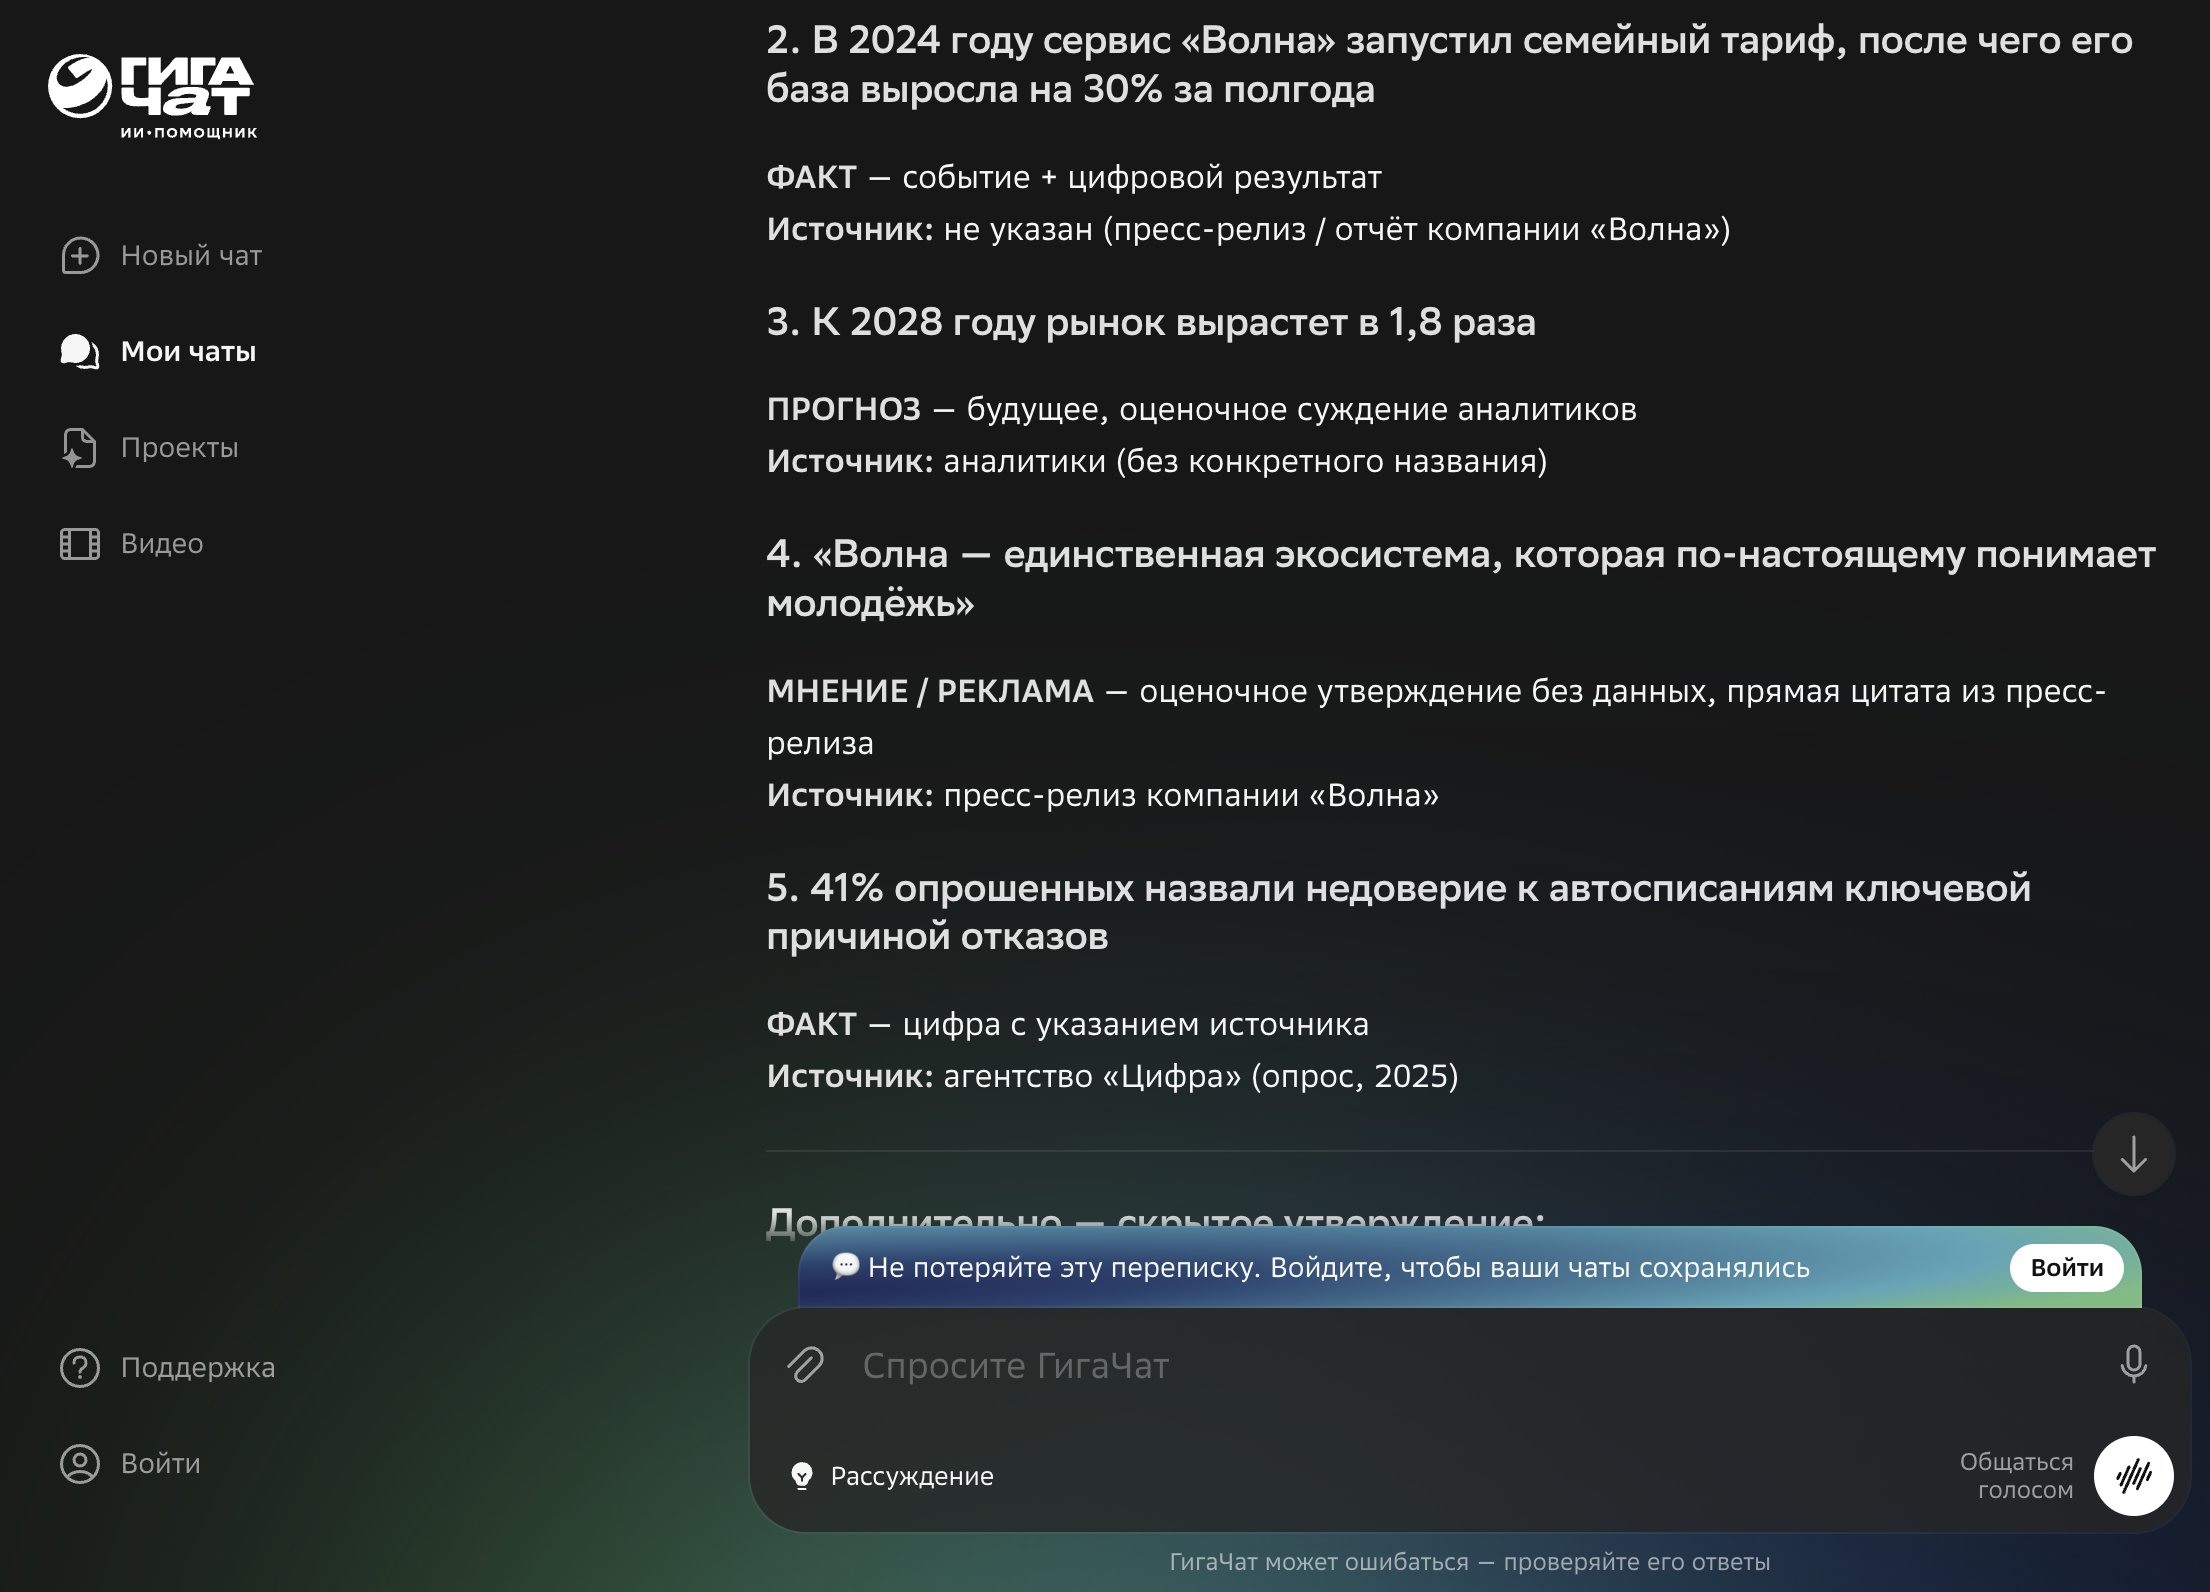 ГИГА
ЧАТ
ИИ•ПОМОЩНИК
Новый чат
Мои чаты
Проекты
Видео
Поддержка
Войти
2. В 2024 году сервис «Волна» запустил семейный тариф, после чего его
база выросла на 30% за полгода
ФАКТ — событие + цифровой результат
Источник: не указан (пресс-релиз / отчёт компании «Волна»)
3. К 2028 году рынок вырастет в 1,8 раза
ПРОГНОЗ — будущее, оценочное суждение аналитиков
Источник: аналитики (без конкретного названия)
4. «Волна — единственная экосистема, которая по-настоящему понимает
молодёжь»
МНЕНИЕ / РЕКЛАМА — оценочное утверждение без данных, прямая цитата из пресс-
релиза
Источник: пресс-релиз компании «Волна»
5. 41% опрошенных назвали недоверие к автосписаниям ключевой
причиной отказов
ФАКТ — цифра с указанием источника
Источник: агентство «Цифра» (опрос, 2025)
Дополнительно — скрытое утверждение:
Не потеряйте эту переписку. Войдите, чтобы ваши чаты сохранялись
Войти
Спросите ГигаЧат
Рассуждение
Общаться
голосом
ГигаЧат может ошибаться — проверяйте его ответы